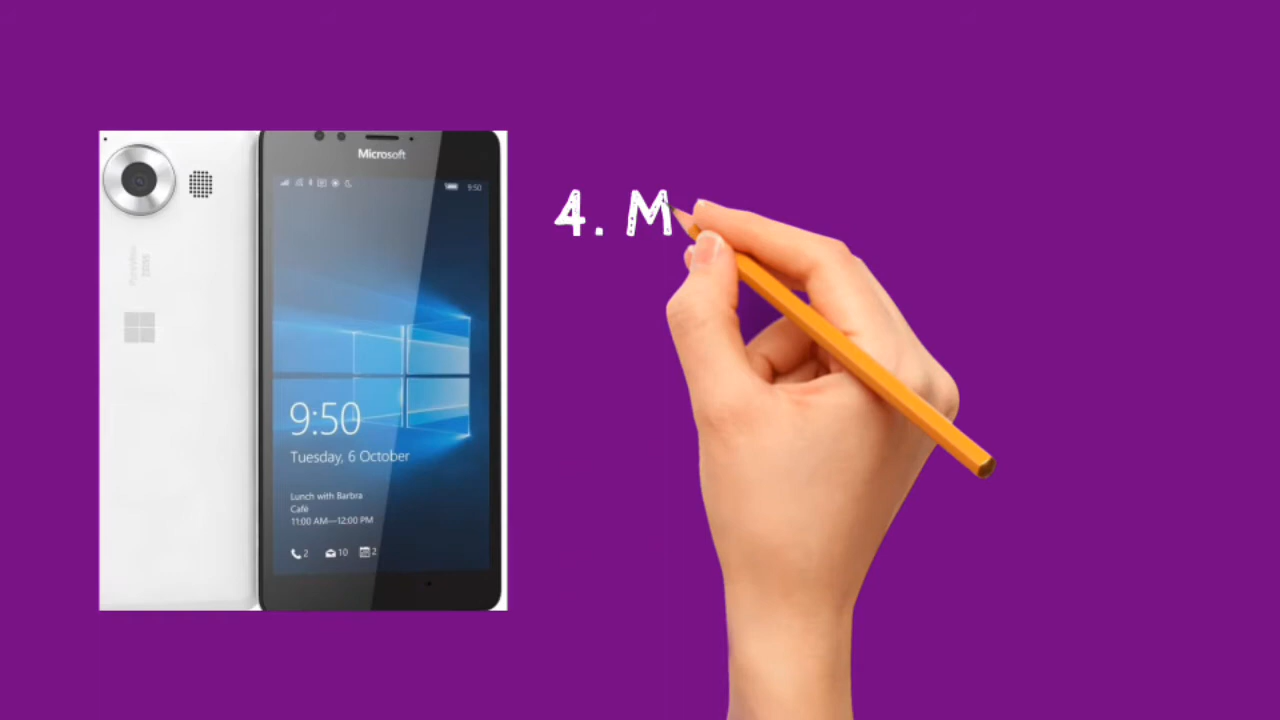 Microsoft
9:50
4. M
ZEISS
9:50
Tuesday, 6 October
Lunch with Barbra
Café
11:00 AM—12:00 PM
2 10 2